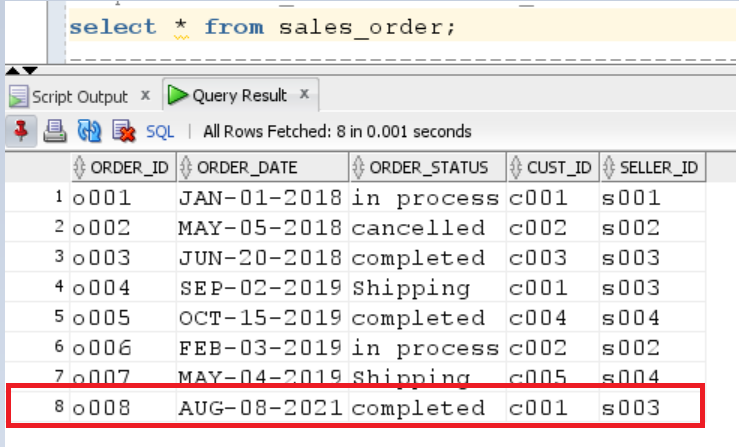 select * from sales_order;
Script Output x Query Result x
SQL | All Rows Fetched: 8 in 0.001 seconds
ORDER_ID ORDER_DATE ORDER_STATUS CUST_ID SELLER_ID
1 o001 JAN-01-2018 in process c001 s001
2 o002 MAY-05-2018 cancelled c002 s002
3 o003 JUN-20-2018 completed c003 s003
4 o004 SEP-02-2019 Shipping c001 s003
5 o005 OCT-15-2019 completed c004 s004
6 o006 FEB-03-2019 in process c002 s002
7 o007 MAY-04-2019 Shipping c005 s004
8 o008 AUG-08-2021 completed c001 s003